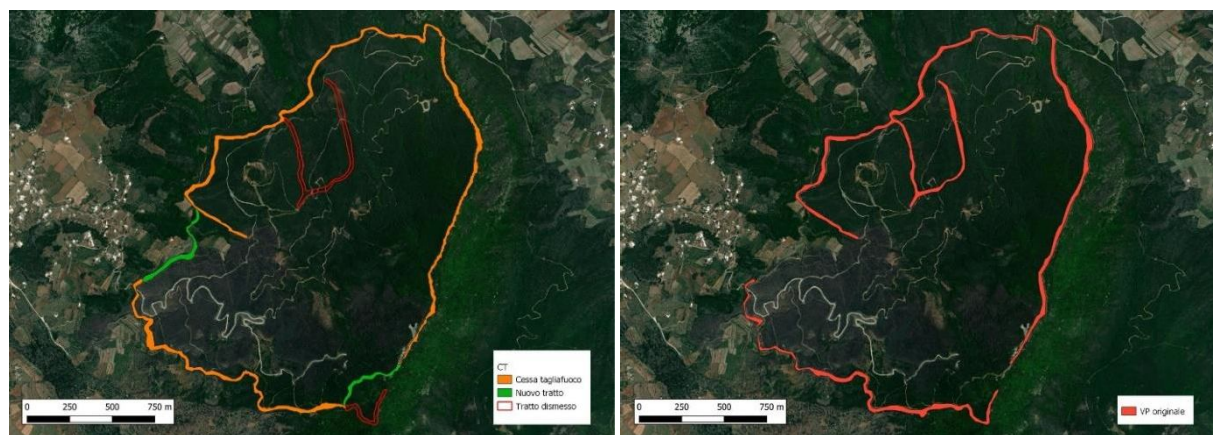 CT
Cessa tagliafuoco
Nuovo tratto
Tratto dismesso
0 250 500 750 m
VP originale
0 250 500 750 m